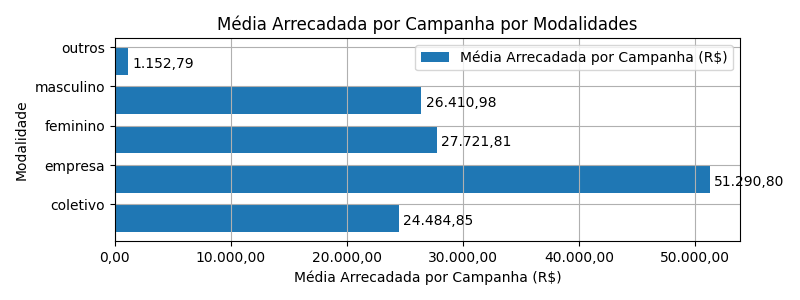 Média Arrecadada por Campanha por Modalidades
Média Arrecadada por Campanha (R$)
outros
1.152,79
masculino
26.410,98
feminino
27.721,81
empresa
51.290,80
coletivo
24.484,85
Modalidade
0,00 10.000,00 20.000,00 30.000,00 40.000,00 50.000,00
Média Arrecadada por Campanha (R$)